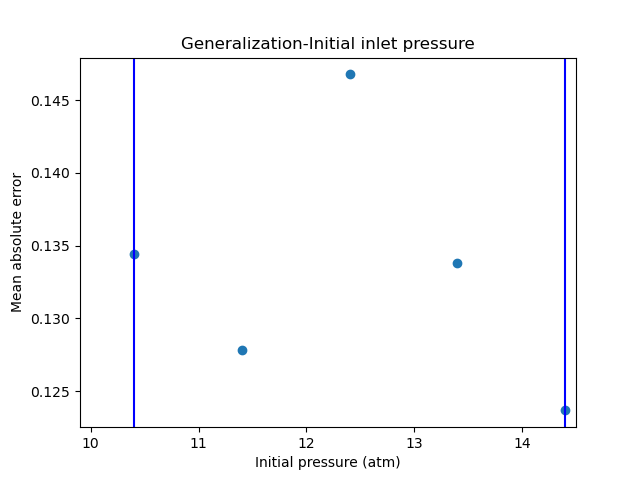 Generalization-Initial inlet pressure
0.145
0.140
0.135
0.130
0.125
Mean absolute error
10 11 12 13 14
Initial pressure (atm)